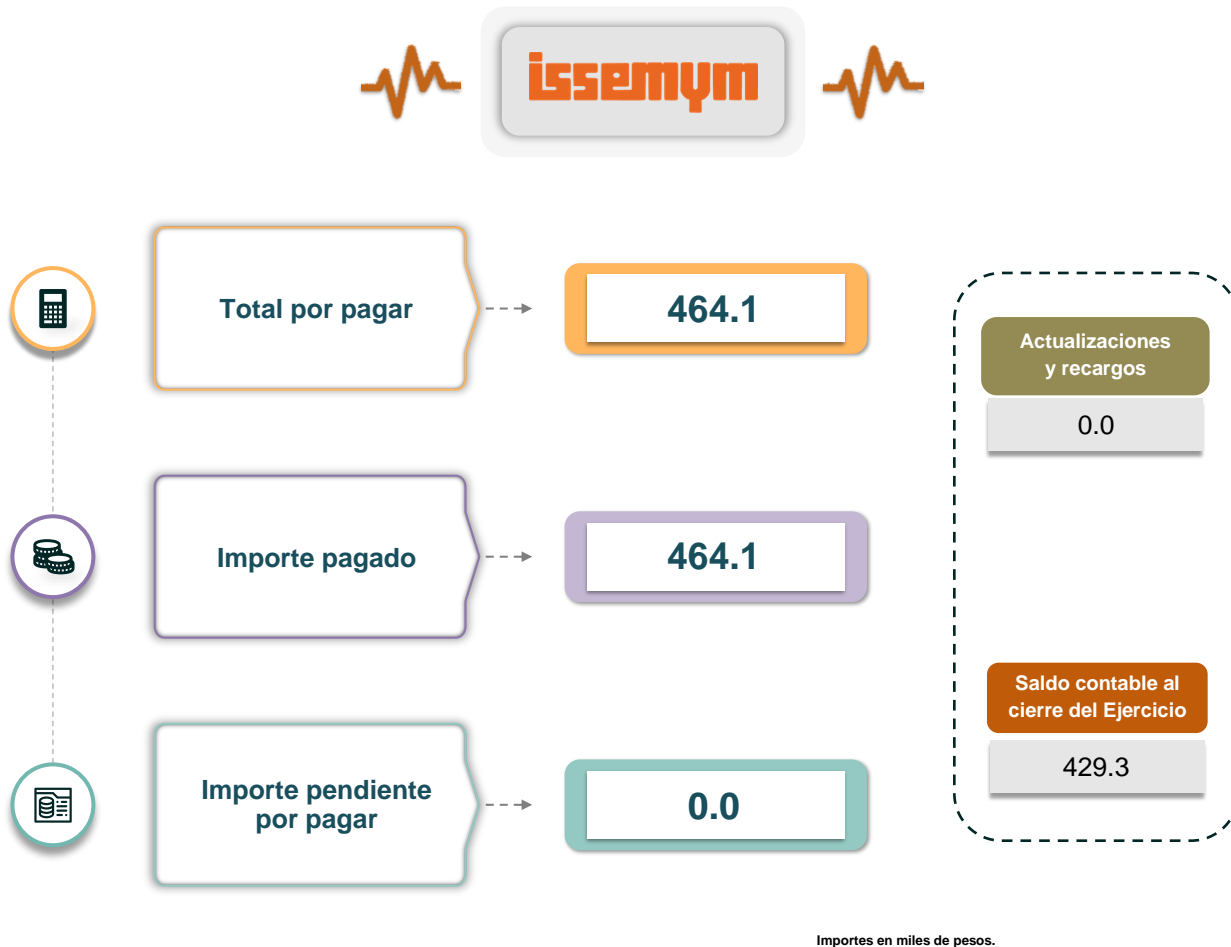 issemym
Total por pagar
464.1
Actualizaciones
y recargos
0.0
Importe pagado
464.1
Saldo contable al
cierre del Ejercicio
429.3
Importe pendiente
por pagar
0.0
Importes en miles de pesos.